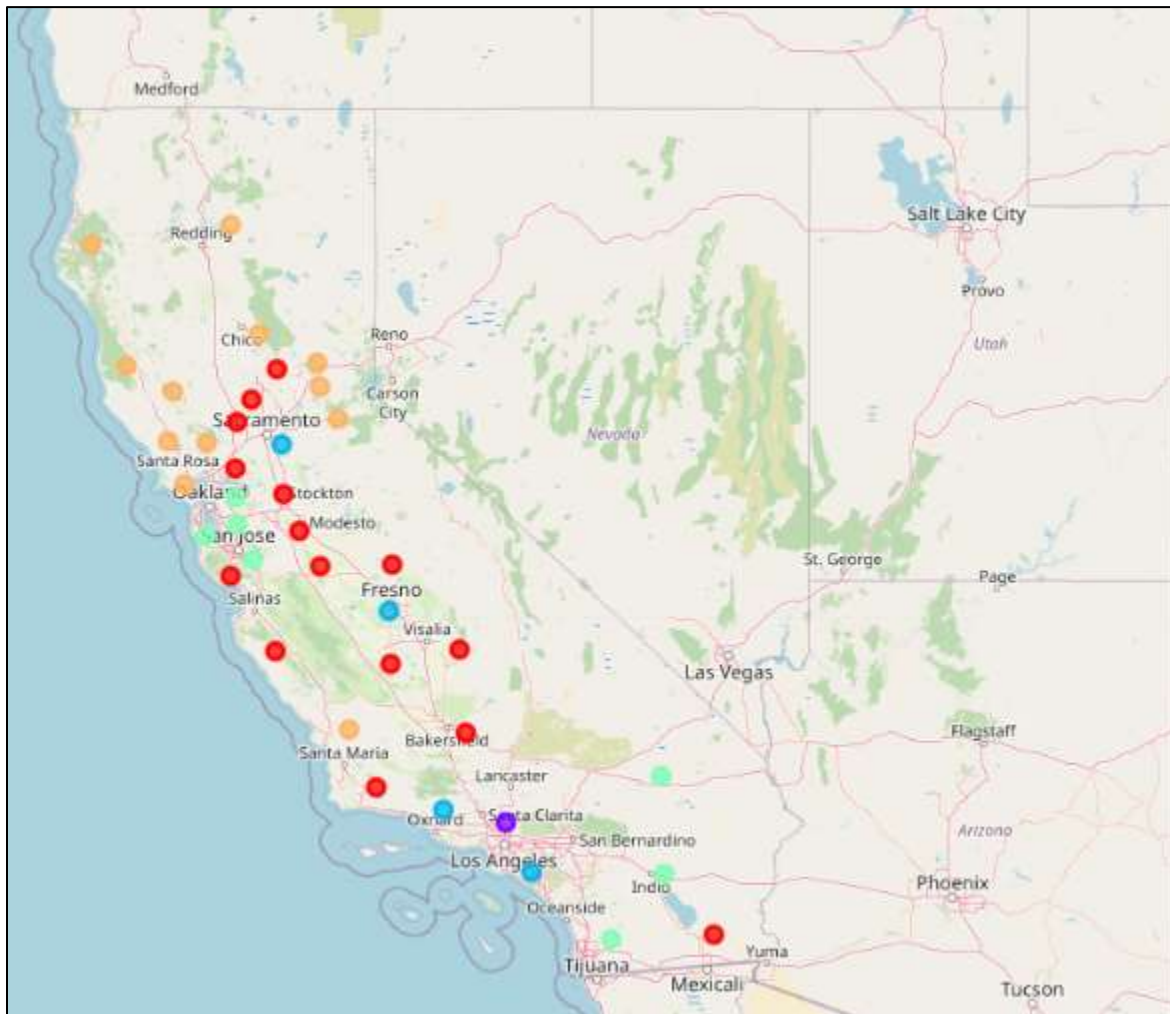 Medford
Salt Lake City
Redding
Provo
Chico
Reno
Utah
Carson
City
Sacramento
Nevada
Santa Rosa
Oakland
Stockton
Modesto
San Jose
St. George
Page
Fresno
Salinas
Visalia
Las Vegas
Flagstaff
Bakersfield
Santa Maria
Lancaster
Oxnard
Santa Clarita
Arizona
San Bernardino
Los Angeles
Phoenix
Indio
Oceanside
Yuma
Tijuana
Mexicali
Tucson